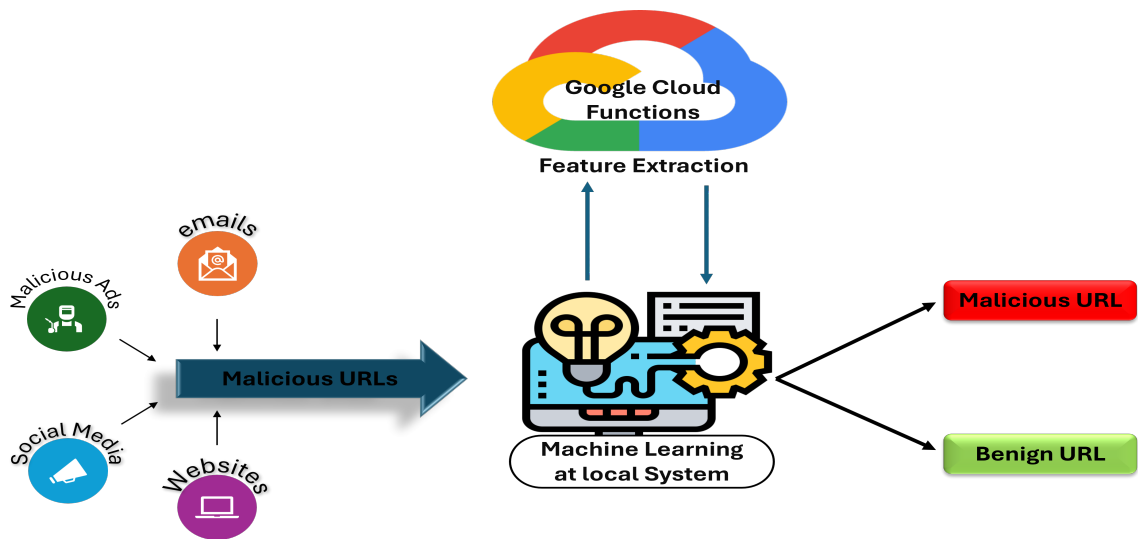 Google Cloud
Functions
Feature Extraction
emails
Malicious Ads
Malicious URLs
Social Media
Websites
Machine Learning
at local System
Malicious URL
Benign URL